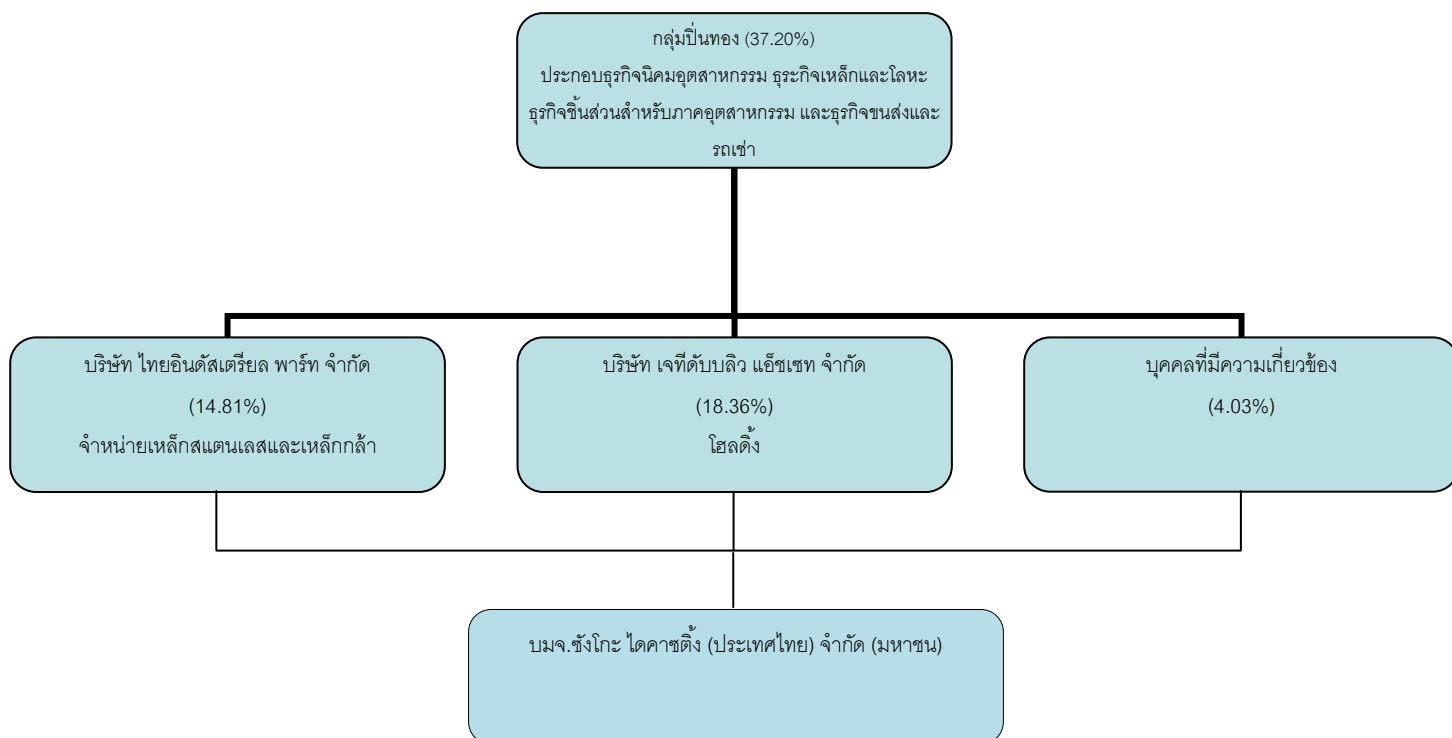 กลุ่มปิ่นทอง (37.20%)
ประกอบธุรกิจนิคมอุตสาหกรรม ธุระกิจเหล็กและโลหะ
ธุรกิจชิ้นส่วนสำหรับภาคอุตสาหกรรม และธุรกิจขนส่งและ
รถเช่า
บริษัท ไทยอินดัสเตรียล พาร์ท จำกัด
(14.81%)
จำหน่ายเหล็กสแตนเลสและเหล็กกล้า
บริษัท เจทีดับบลิว แอ็ซเซท จำกัด
(18.36%)
โฮลดิ้ง
บุคคลที่มีความเกี่ยวข้อง
(4.03%)
บมจ.ซังโกะ ไดคาซติ้ง (ประเทศไทย) จำกัด (มหาชน)